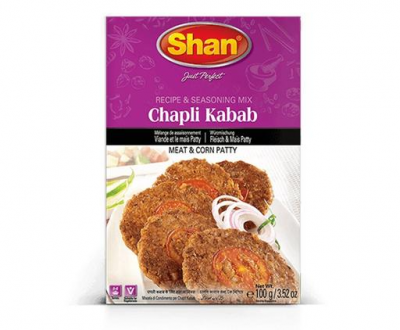 Shan
Just Perfect
RECIPE & SEASONING MIX
Chapli Kabab
Mélange de assaisonnement
Viande et le maïs Patty
Würzmischung
Fleisch & Mais Patty
MEAT & CORN PATTY
100 g / 3.52 oz